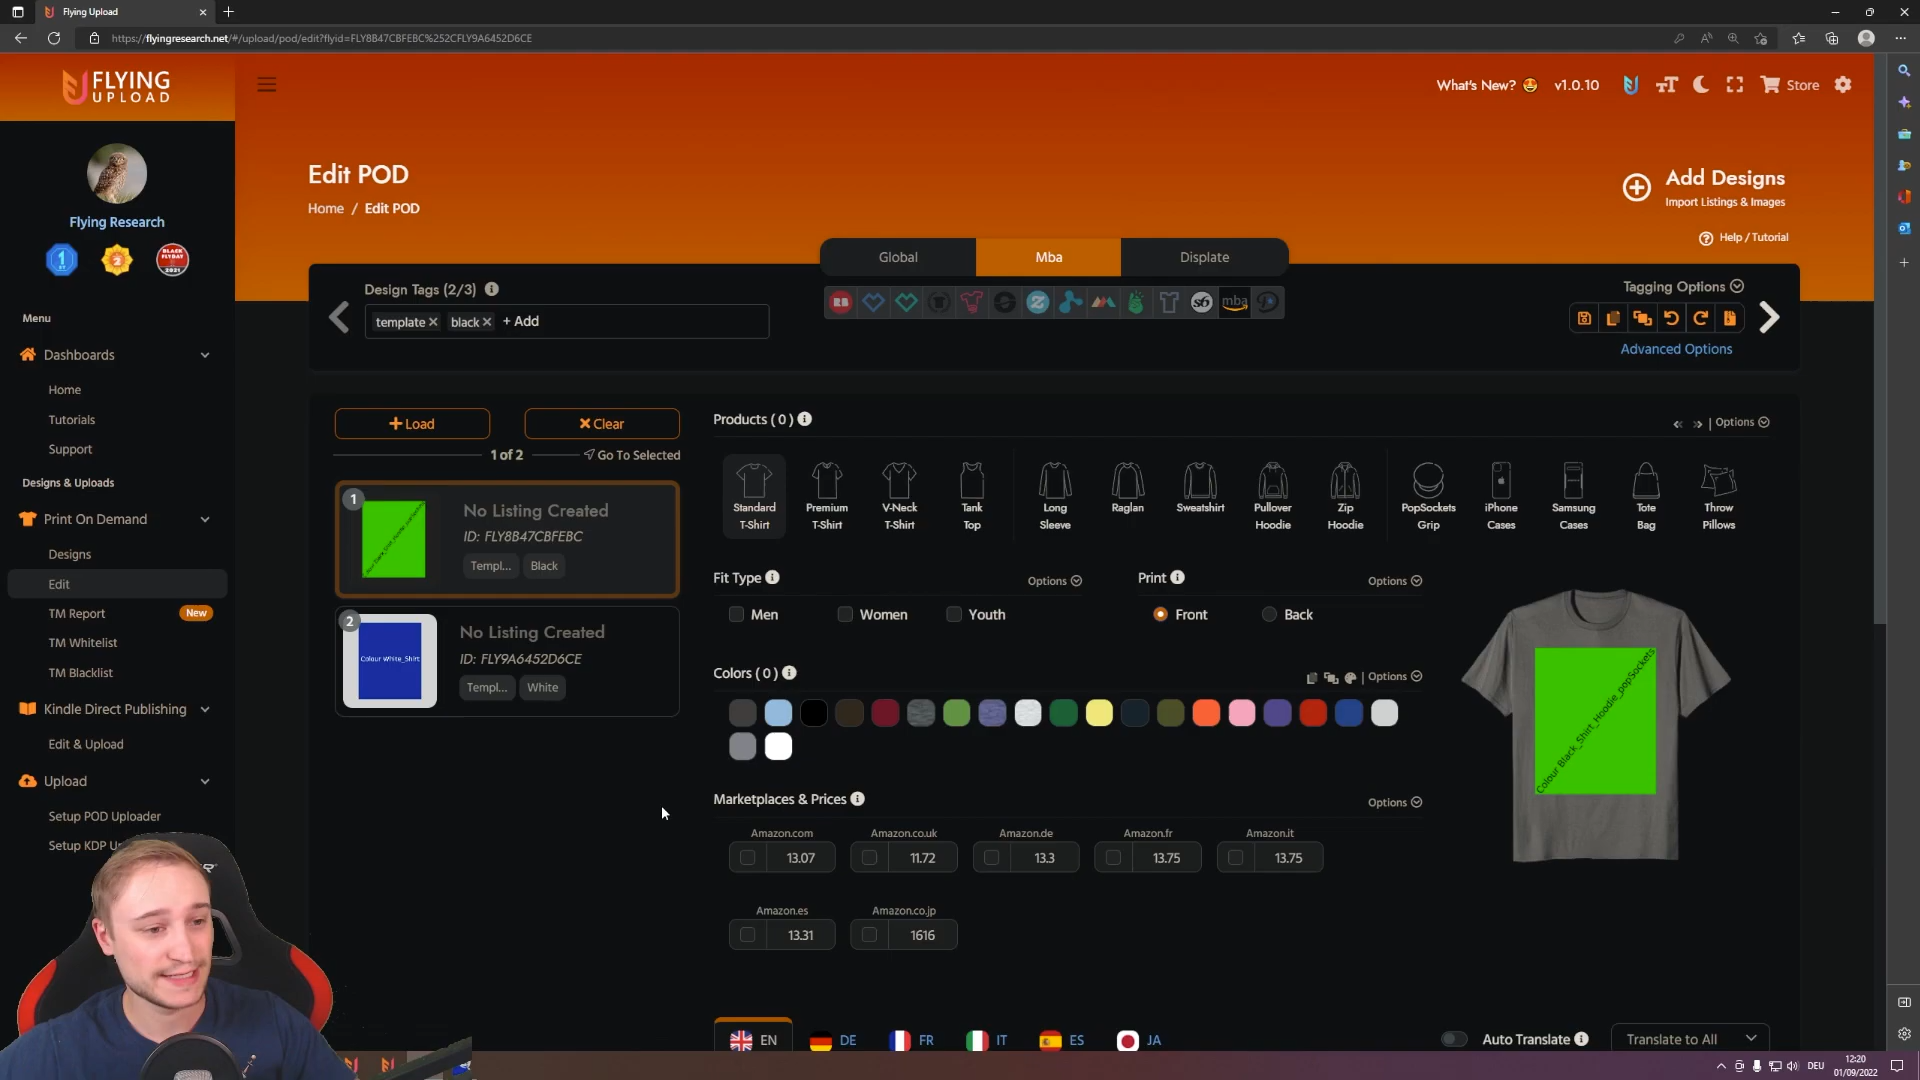 Flying Upload
https://flyingresearch.net/#/upload/pod/edit?flyid=FLY8B47CBFEBC%252CFLY9A6452D6CE
FLYING
UPLOAD
What's New?
v1.0.10
Store
Flying Research
Edit POD
Home / Edit POD
Add Designs
Import Listings & Images
Help / Tutorial
Global
Mba
Displate
Menu
Dashboards
Home
Tutorials
Support
Designs & Uploads
Print On Demand
Designs
Edit
TM Report New
TM Whitelist
TM Blacklist
Kindle Direct Publishing
Edit & Upload
Upload
Setup POD Uploader
Setup KDP
Design Tags (2/3)
template black + Add
Tagging Options
Advanced Options
Load
Clear
1 of 2
Go To Selected
1
No Listing Created
ID: FLY8B47CBFEBC
Templ... Black
2
Colour White_Shirt
No Listing Created
ID: FLY9A6452D6CE
Templ... White
Products ( 0 )
Options
Standard T-Shirt
Premium T-Shirt
V-Neck T-Shirt
Tank Top
Long Sleeve
Raglan
Sweatshirt
Pullover Hoodie
Zip Hoodie
PopSockets Grip
iPhone Cases
Samsung Cases
Tote Bag
Throw Pillows
Fit Type
Options
Men
Women
Youth
Print
Options
Front
Back
Colour Black_Shirt_Hoodie_popSockets
Colors ( 0 )
Options
Marketplaces & Prices
Options
Amazon.com
13.07
Amazon.co.uk
11.72
Amazon.de
13.3
Amazon.fr
13.75
Amazon.it
13.75
Amazon.es
13.31
Amazon.co.jp
1616
EN
DE
FR
IT
ES
JA
Auto Translate
Translate to All
DEU
12:20
01/09/2022